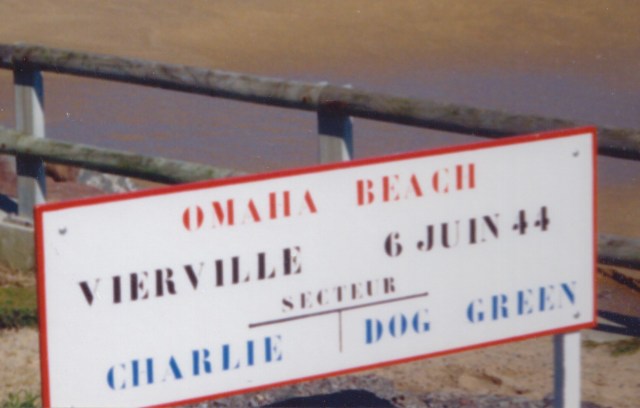 OMAHA BEACH
VIERVILLE 6 JUIN 44
SECTEUR
CHARLIE DOG GREEN